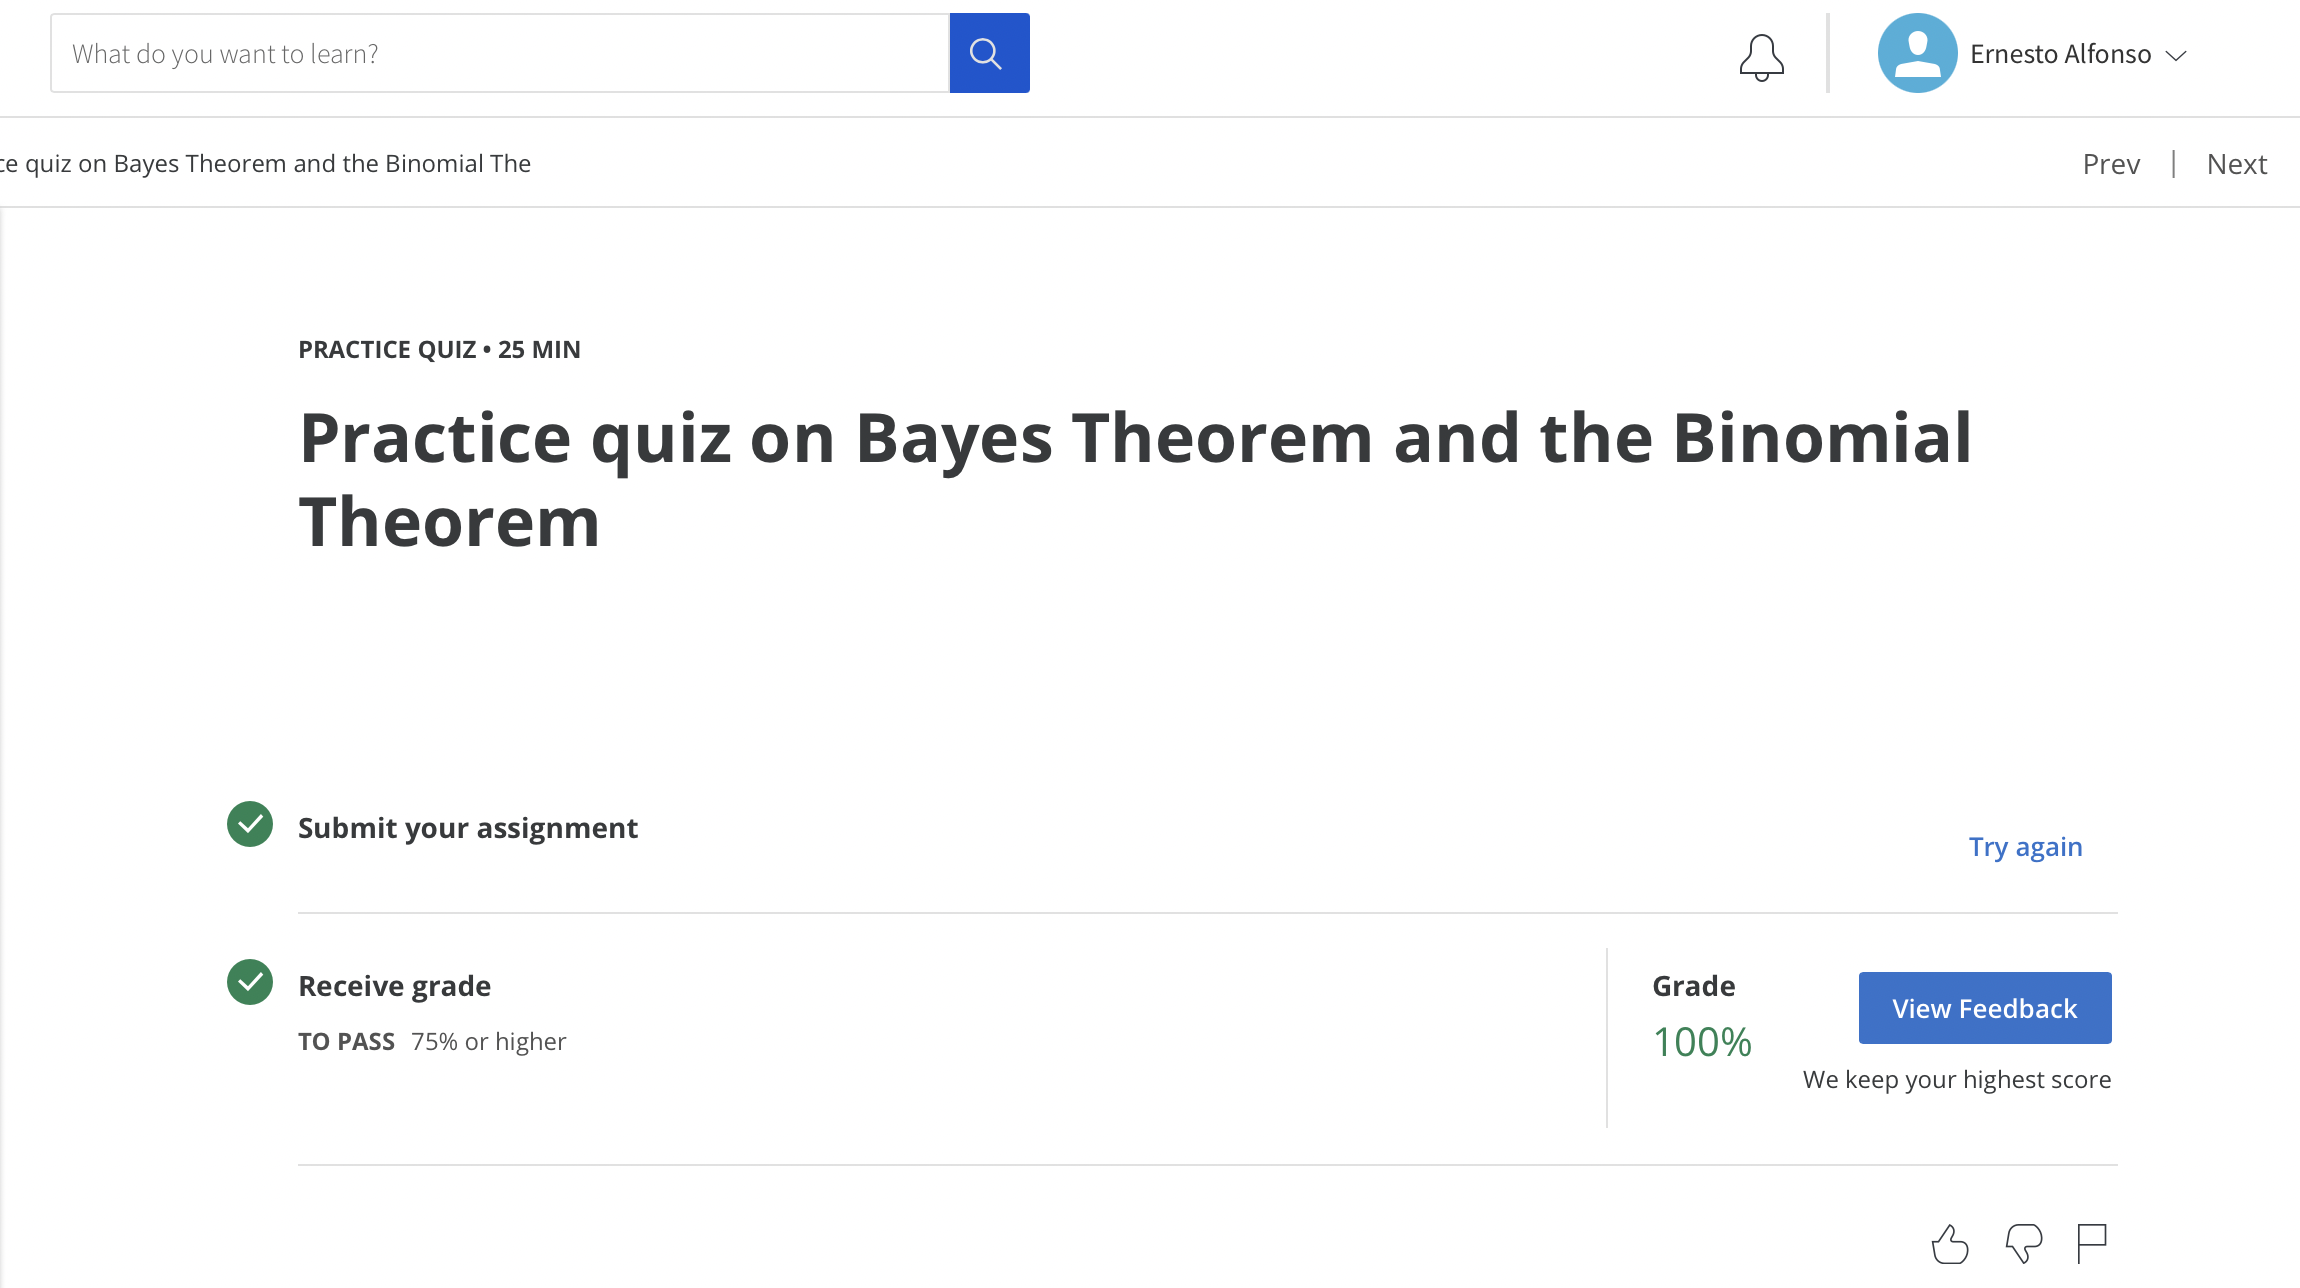 What do you want to learn?
Ernesto Alfonso
ce quiz on Bayes Theorem and the Binomial The
Prev | Next
PRACTICE QUIZ • 25 MIN
Practice quiz on Bayes Theorem and the Binomial
Theorem
Submit your assignment
Try again
Receive grade
TO PASS 75% or higher
Grade
100%
View Feedback
We keep your highest score